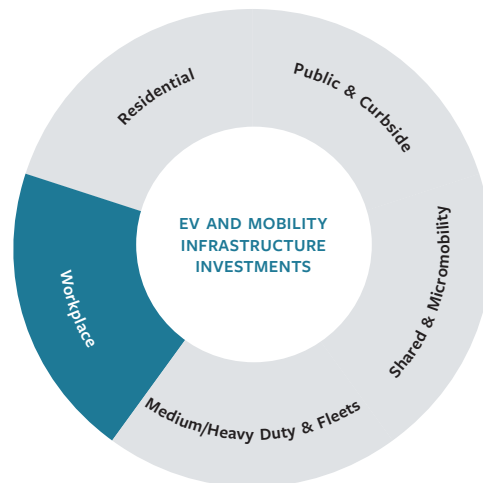 Residential
Public & Curbside
EV AND MOBILITY
INFRASTRUCTURE
INVESTMENTS
Shared & Micromobility
Workplace
Medium/Heavy Duty & Fleets